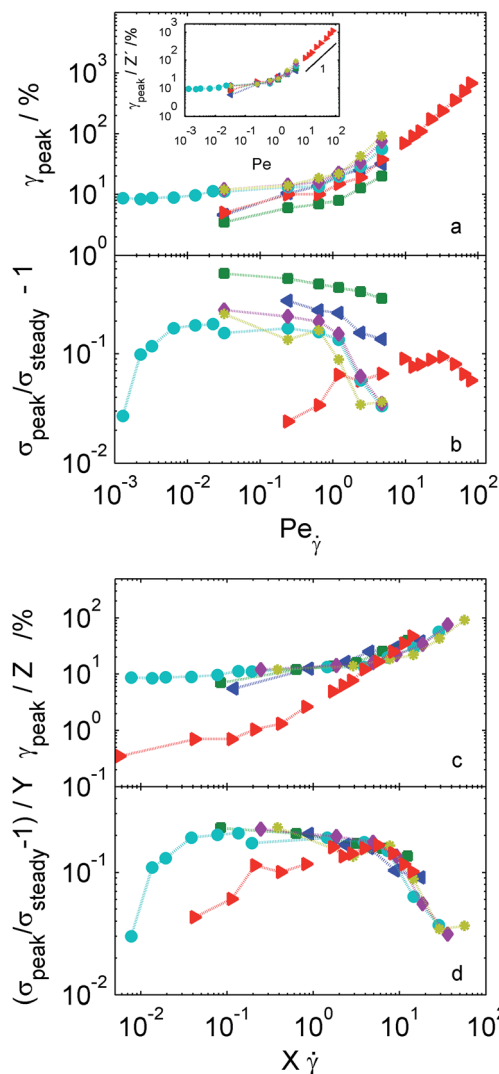 10³
10²
10¹
10⁰
γpeak / Z´ / %
10⁻³ 10⁻² 10⁻¹ 10⁰ 10¹ 10²
Pe
1
10³
10²
10¹
10⁰
γpeak / %
a
10⁻¹
10⁻²
σpeak/σsteady - 1
b
10⁻³ 10⁻² 10⁻¹ 10⁰ 10¹ 10²
Peγ̇
10²
10¹
10⁰
10⁻¹
γpeak / Z /%
c
10⁻¹
10⁻²
(σpeak/σsteady-1) / Y
d
10⁻² 10⁻¹ 10⁰ 10¹ 10²
X γ̇